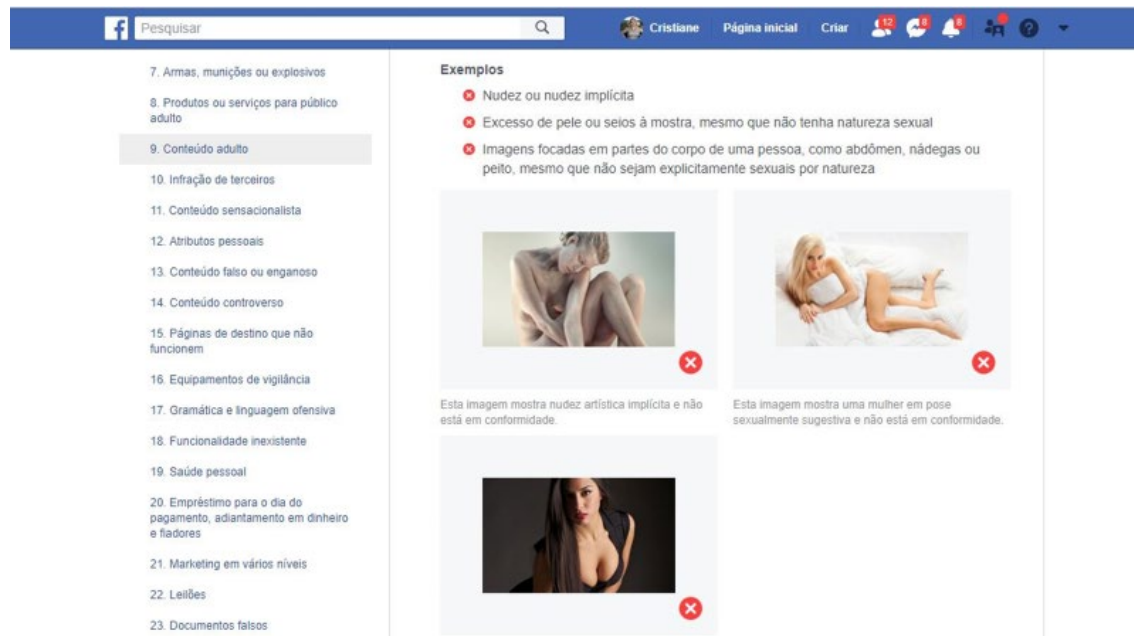 f
Pesquisar
Cristiane
Página inicial
Criar
12
8
8
7. Armas, munições ou explosivos
8. Produtos ou serviços para público
adulto
9. Conteúdo adulto
10. Infração de terceiros
11. Conteúdo sensacionalista
12. Atributos pessoais
13. Conteúdo falso ou enganoso
14. Conteúdo controverso
15. Páginas de destino que não
funcionem
16. Equipamentos de vigilância
17. Gramática e linguagem ofensiva
18. Funcionalidade inexistente
19. Saúde pessoal
20. Empréstimo para o dia do
pagamento, adiantamento em dinheiro
e fiadores
21. Marketing em vários níveis
22. Leilões
23. Documentos falsos
Exemplos
Nudez ou nudez implícita
Excesso de pele ou seios à mostra, mesmo que não tenha natureza sexual
Imagens focadas em partes do corpo de uma pessoa, como abdômen, nádegas ou
peito, mesmo que não sejam explicitamente sexuais por natureza
Esta imagem mostra nudez artística implícita e não
está em conformidade.
Esta imagem mostra uma mulher em pose
sexualmente sugestiva e não está em conformidade.